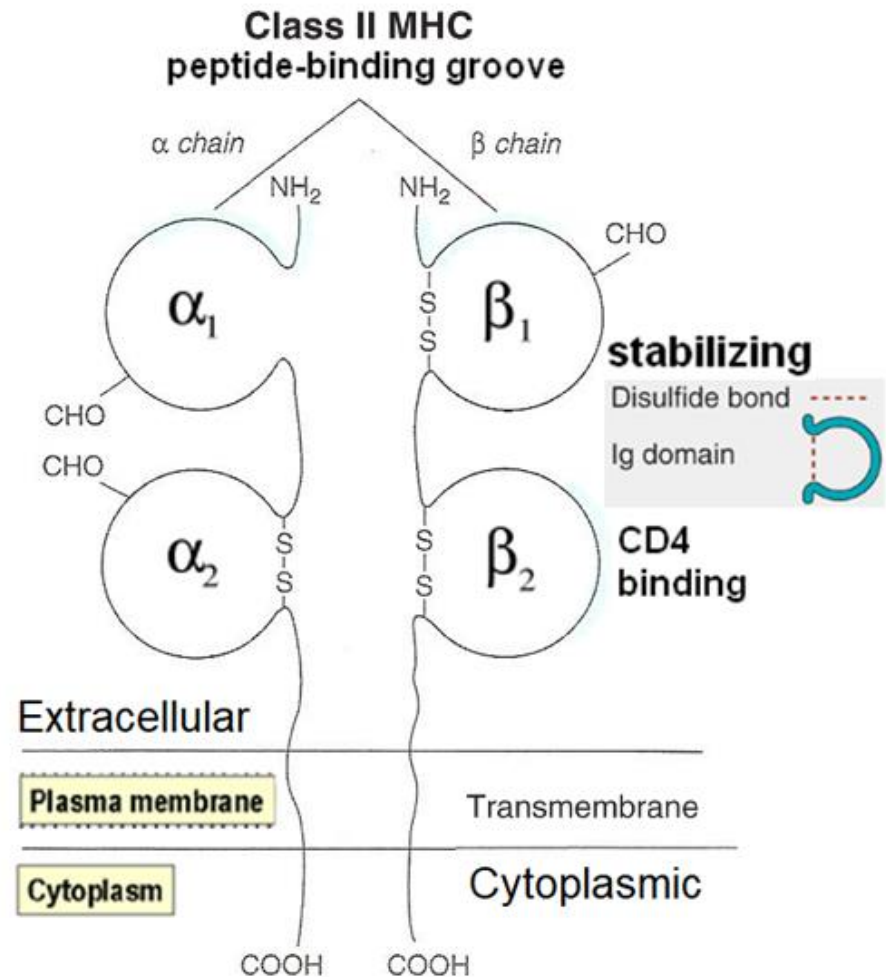 Class II MHC
peptide-binding groove
α chain
β chain
NH₂
NH₂
CHO
α₁
S
S
β₁
stabilizing
Disulfide bond
Ig domain
CHO
CHO
α₂
S
S
S
S
β₂
CD4
binding
Extracellular
Plasma membrane
Transmembrane
Cytoplasm
Cytoplasmic
COOH
COOH